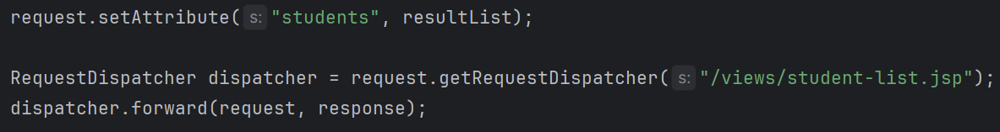 request.setAttribute( s: "students", resultList);
RequestDispatcher dispatcher = request.getRequestDispatcher( s: "/views/student-list.jsp");
dispatcher.forward(request, response);